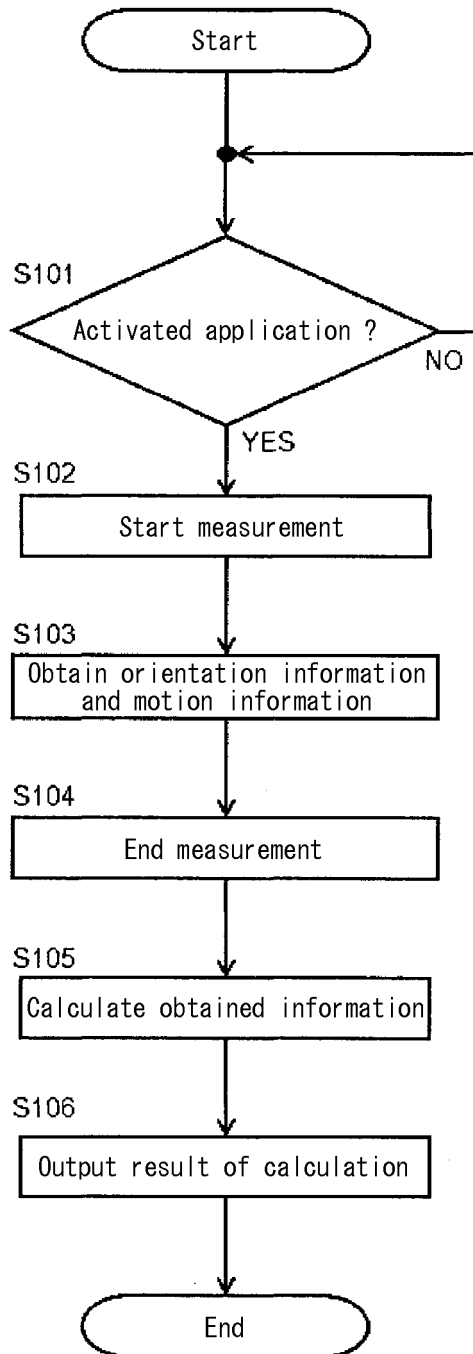 Start
S101
Activated application ?
NO
YES
S102
Start measurement
S103
Obtain orientation information
and motion information
S104
End measurement
S105
Calculate obtained information
S106
Output result of calculation
End